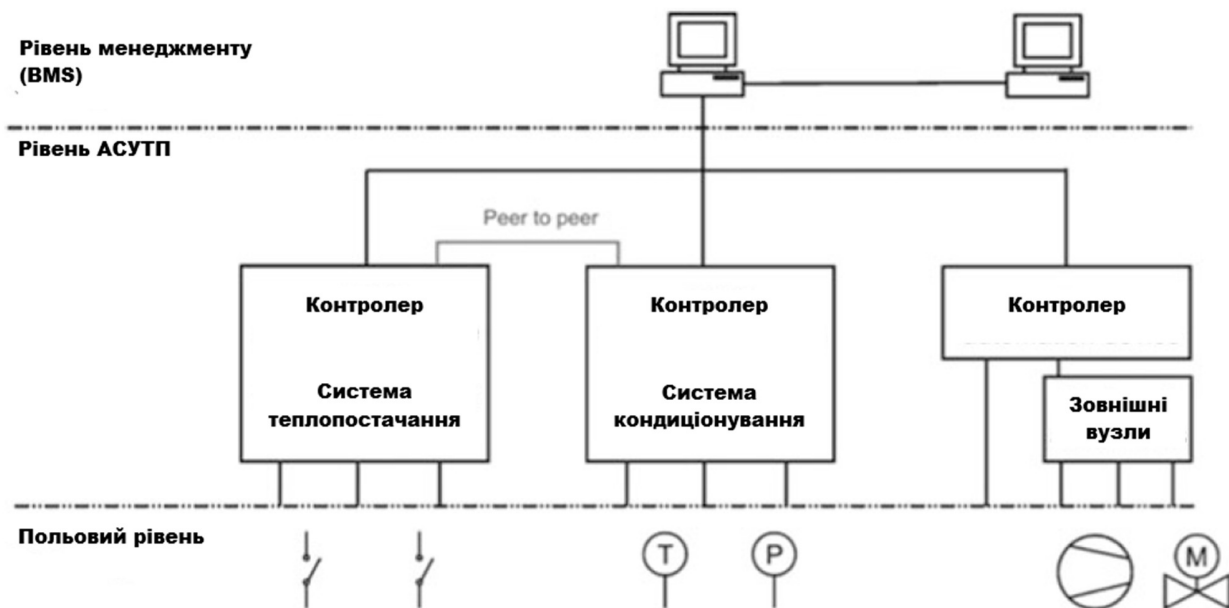 Рівень менеджменту
(BMS)
Рівень АСУТП
Peer to peer
Контролер
Система
теплопостачання
Контролер
Система
кондиціонування
Контролер
Зовнішні
вузли
Польовий рівень
T
P
M